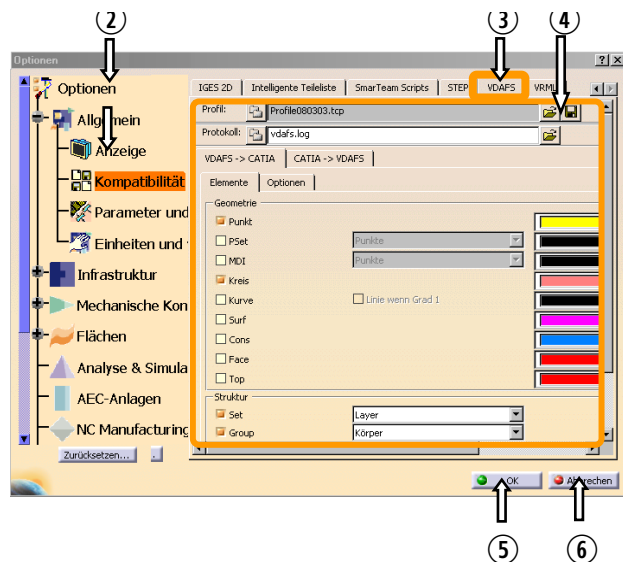 ② ③ ④
Optionen
Optionen
Allgemein
Anzeige
Kompatibilität
Parameter und
Einheiten und
Infrastruktur
Mechanische Kon
Flächen
Analyse & Simula
AEC-Anlagen
NC Manufacturing
Zurücksetzen...
IGES 2D Intelligente Teileliste SmarTeam Scripts STEP VDAFS VRML
Profil: Profile080303.tcp
Protokoll: vdafs.log
VDAFS -> CATIA CATIA -> VDAFS
Elemente Optionen
Geometrie
Punkt
PSet Punkte
MDI Punkte
Kreis
Kurve Linie wenn Grad 1
Surf
Cons
Face
Top
Struktur
Set Layer
Group Körper
OK Abbrechen
⑤ ⑥